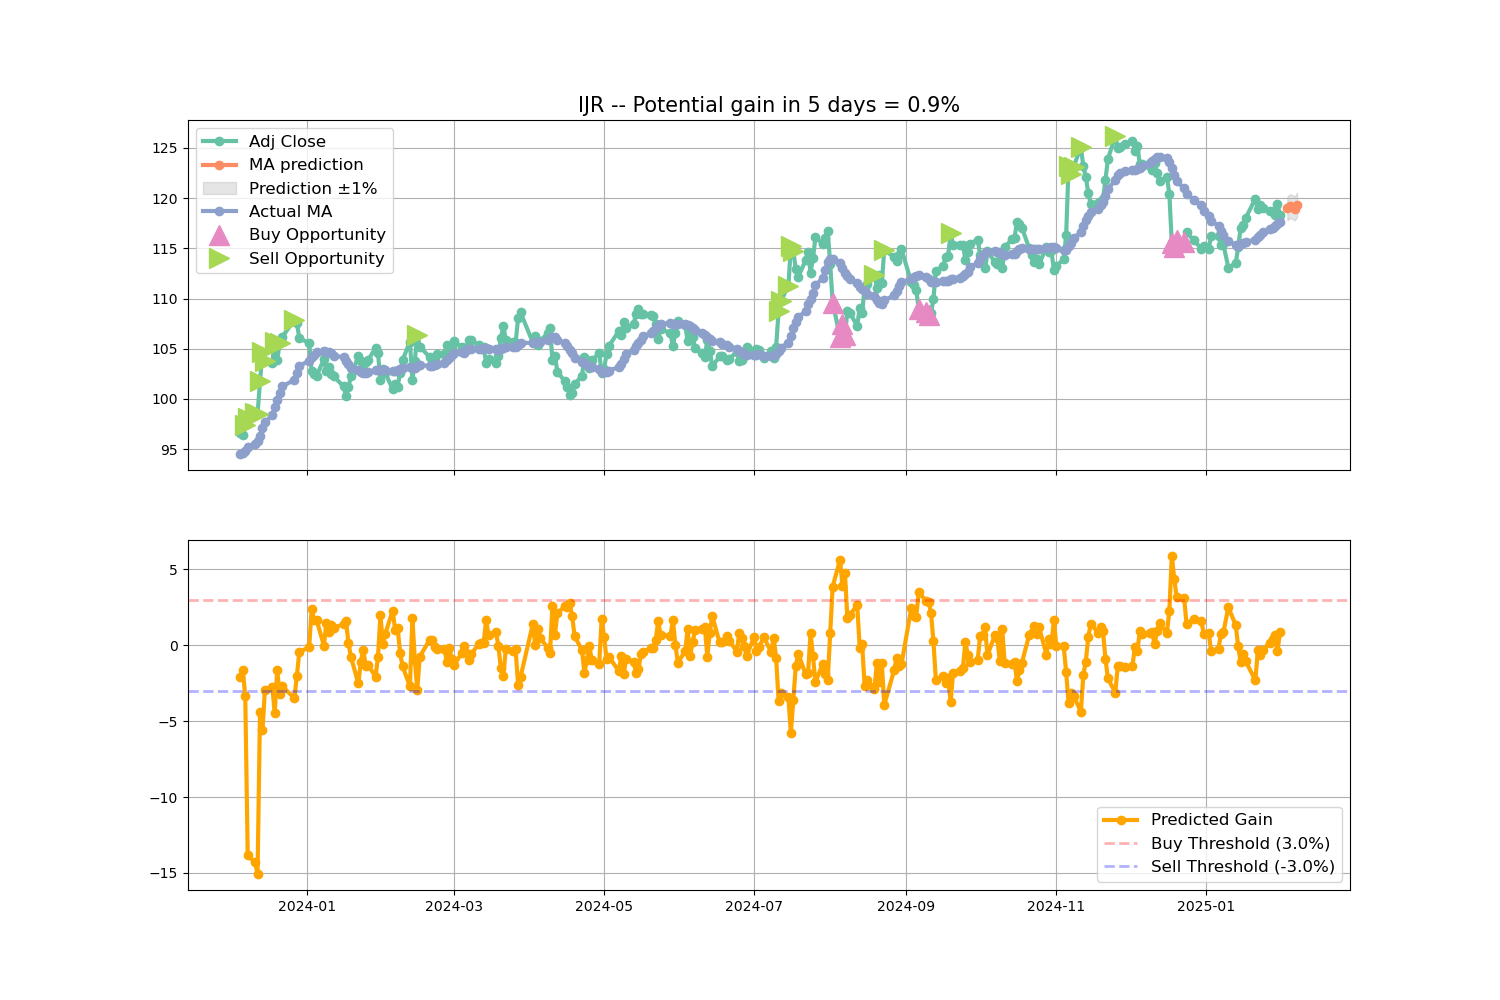 IJR -- Potential gain in 5 days = 0.9%
Adj Close
MA prediction
Prediction ±1%
Actual MA
Buy Opportunity
Sell Opportunity
125
120
115
110
105
100
95
5
0
−5
−10
−15
Predicted Gain
Buy Threshold (3.0%)
Sell Threshold (-3.0%)
2024-01 2024-03 2024-05 2024-07 2024-09 2024-11 2025-01